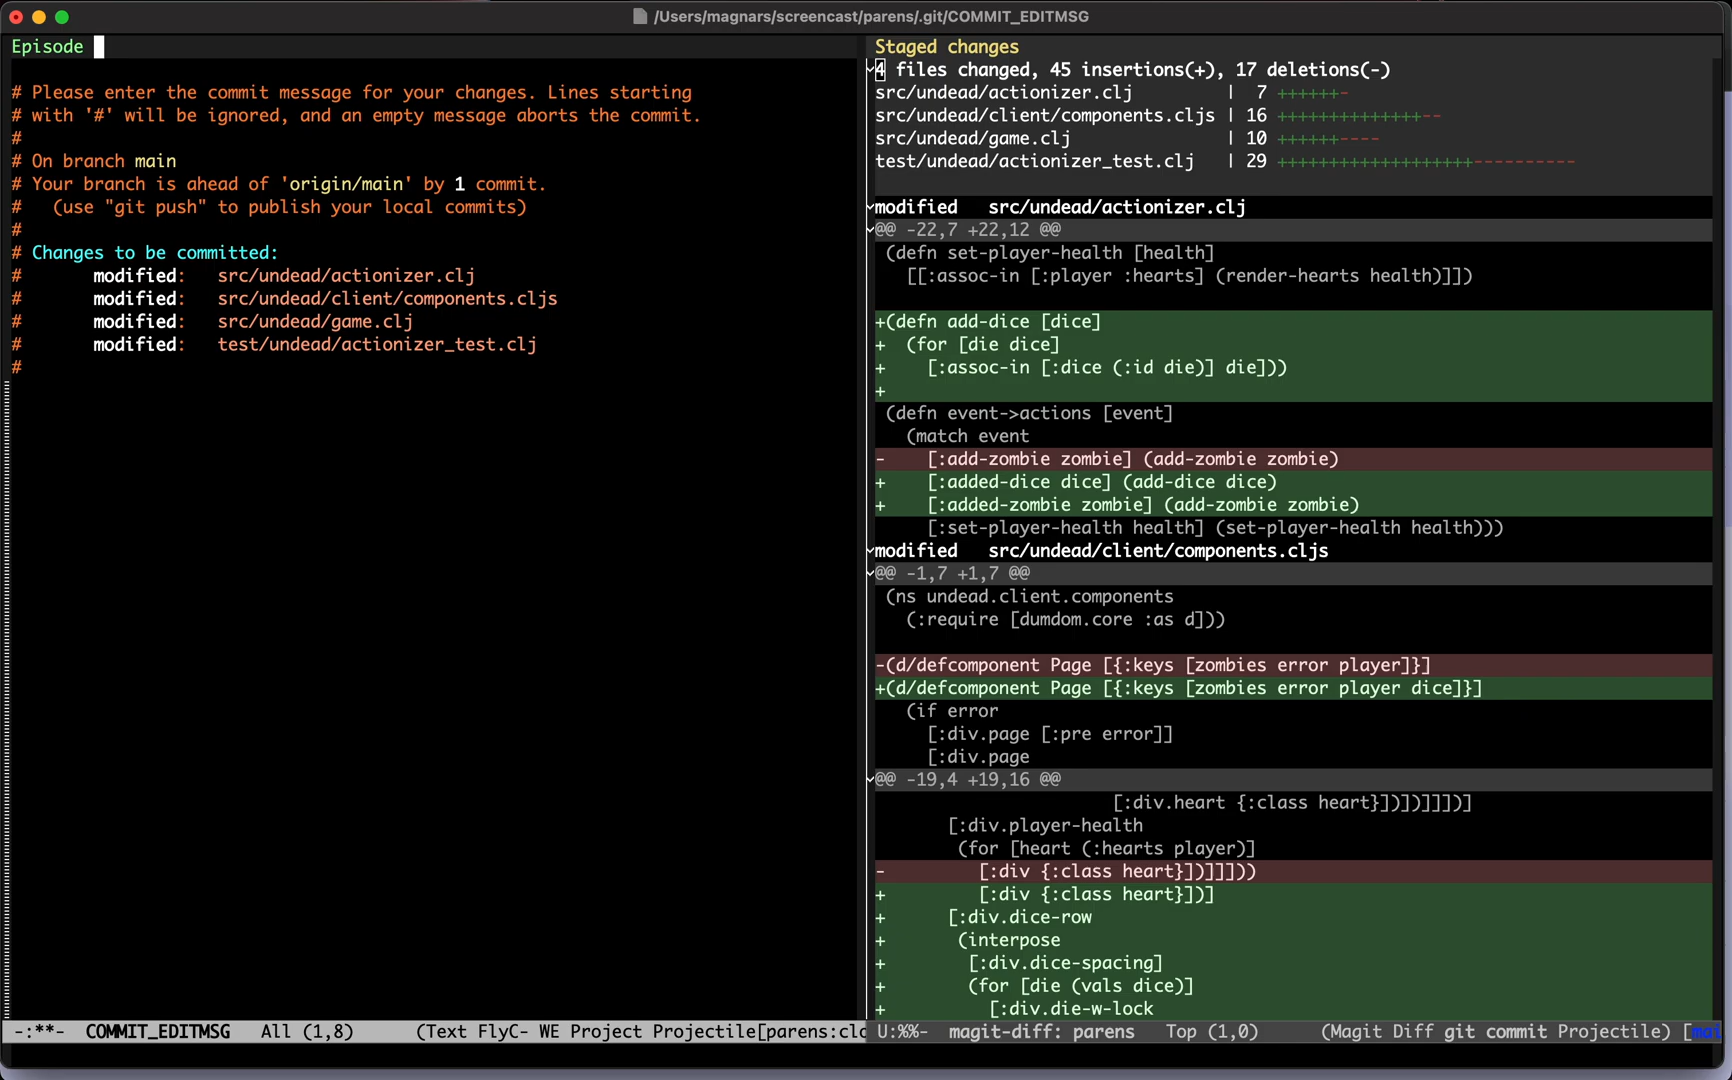 /Users/magnars/screencast/parens/.git/COMMIT_EDITMSG
Episode
# Please enter the commit message for your changes. Lines starting
# with '#' will be ignored, and an empty message aborts the commit.
#
# On branch main
# Your branch is ahead of 'origin/main' by 1 commit.
#   (use "git push" to publish your local commits)
#
# Changes to be committed:
#       modified:   src/undead/actionizer.clj
#       modified:   src/undead/client/components.cljs
#       modified:   src/undead/game.clj
#       modified:   test/undead/actionizer_test.clj
#
-:**-  COMMIT_EDITMSG   All (1,8)      (Text FlyC- WE Project Projectile[parens:clo
Staged changes
4 files changed, 45 insertions(+), 17 deletions(-)
src/undead/actionizer.clj         |  7 ++++++-
src/undead/client/components.cljs | 16 ++++++++++++++--
src/undead/game.clj               | 10 ++++++----
test/undead/actionizer_test.clj   | 29 +++++++++++++++++++----------
modified   src/undead/actionizer.clj
@@ -22,7 +22,12 @@
 (defn set-player-health [health]
   [[:assoc-in [:player :hearts] (render-hearts health)]])
+(defn add-dice [dice]
+  (for [die dice]
+    [:assoc-in [:dice (:id die)] die]))
+
 (defn event->actions [event]
   (match event
-    [:add-zombie zombie] (add-zombie zombie)
+    [:added-dice dice] (add-dice dice)
+    [:added-zombie zombie] (add-zombie zombie)
     [:set-player-health health] (set-player-health health)))
modified   src/undead/client/components.cljs
@@ -1,7 +1,7 @@
 (ns undead.client.components
   (:require [dumdom.core :as d]))
-(d/defcomponent Page [{:keys [zombies error player]}]
+(d/defcomponent Page [{:keys [zombies error player dice]}]
   (if error
     [:div.page [:pre error]]
     [:div.page
@@ -19,4 +19,16 @@
                       [:div.heart {:class heart}])])]]])]
       [:div.player-health
        (for [heart (:hearts player)]
-         [:div {:class heart}])]]]))
+         [:div {:class heart}])]
+      [:div.dice-row
+       (interpose
+        [:div.dice-spacing]
+        (for [die (vals dice)]
+          [:div.die-w-lock
U:%%-  magit-diff: parens   Top (1,0)      (Magit Diff git commit Projectile) [mai